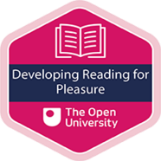 Developing Reading for
Pleasure
The Open
University